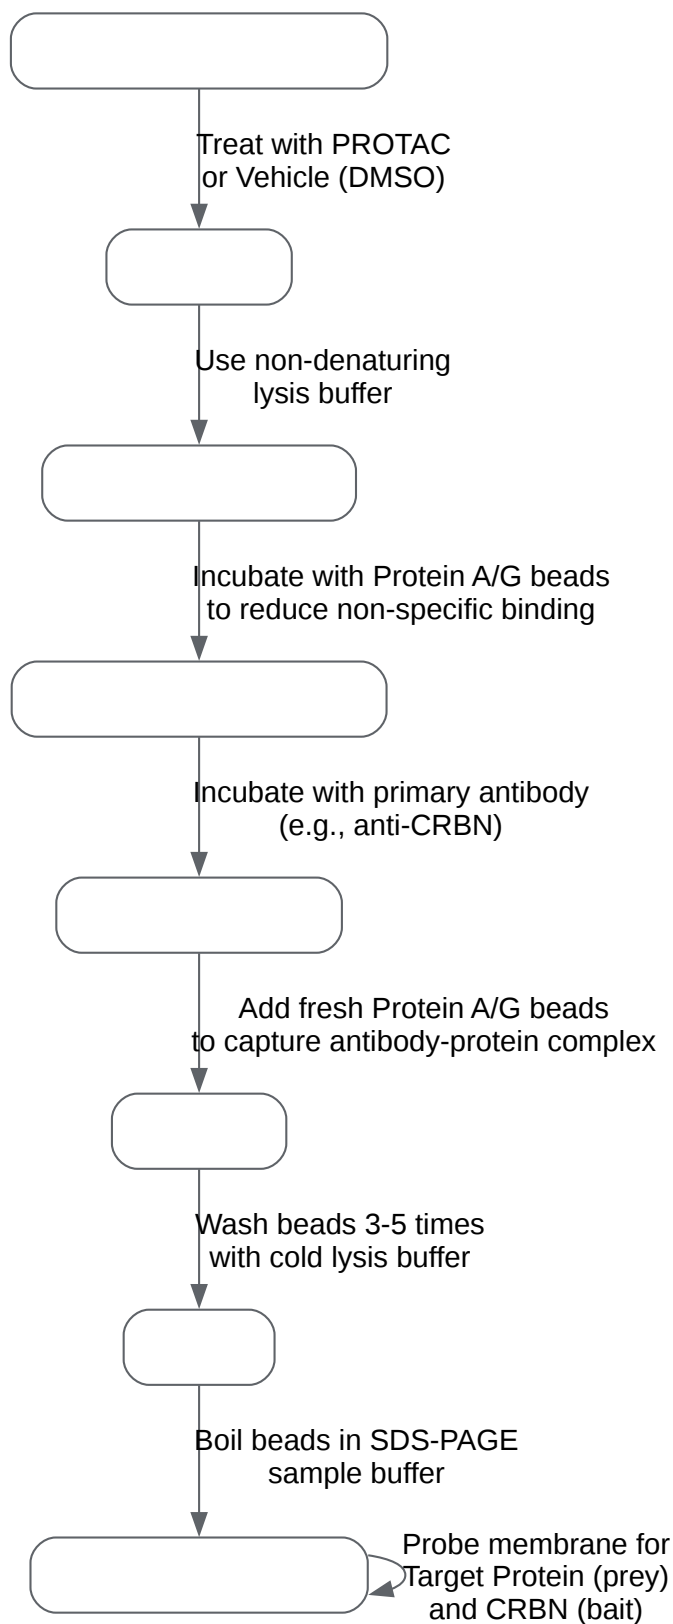 Treat with PROTAC
or Vehicle (DMSO)
Use non-denaturing
lysis buffer
Incubate with Protein A/G beads
to reduce non-specific binding
Incubate with primary antibody
(e.g., anti-CRBN)
Add fresh Protein A/G beads
to capture antibody-protein complex
Wash beads 3-5 times
with cold lysis buffer
Boil beads in SDS-PAGE
sample buffer
Probe membrane for
Target Protein (prey)
and CRBN (bait)